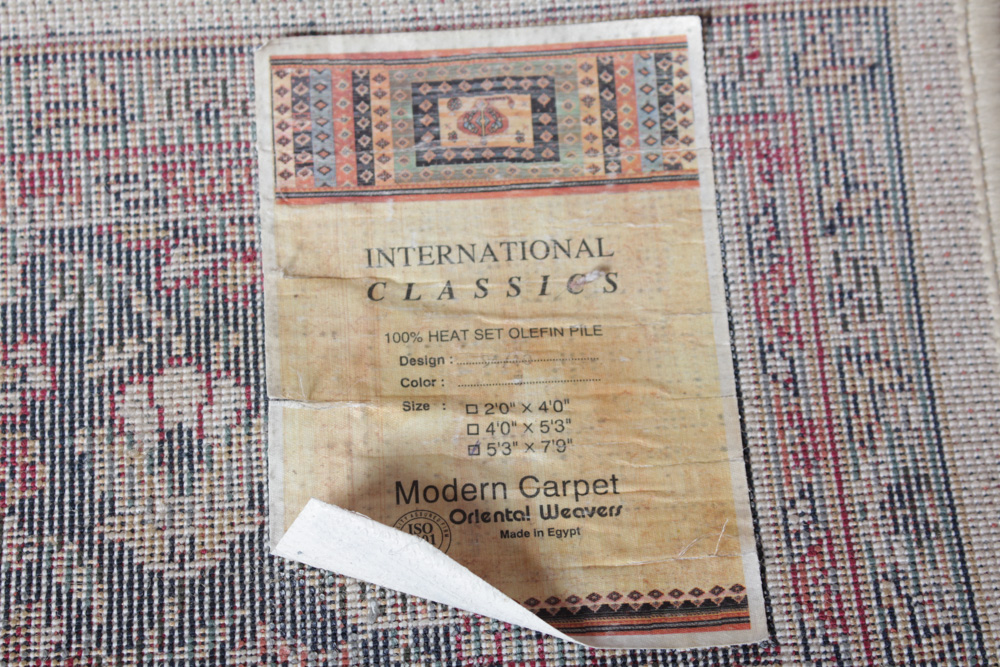 INTERNATIONAL
CLASSICS
100% HEAT SET OLEFIN PILE
Design :
Color :
Size :
2'0" X 4'0"
4'0" X 5'3"
5'3" X 7'9"
Modern Carpet
Oriental Weavers
ISO
Made in Egypt